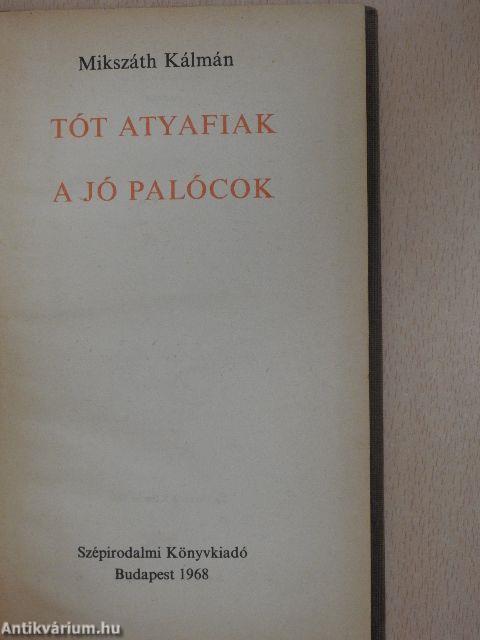 Mikszáth Kálmán
TÓT ATYAFIAK
A JÓ PALÓCOK
Szépirodalmi Könyvkiadó
Budapest 1968
Antikvárium.hu